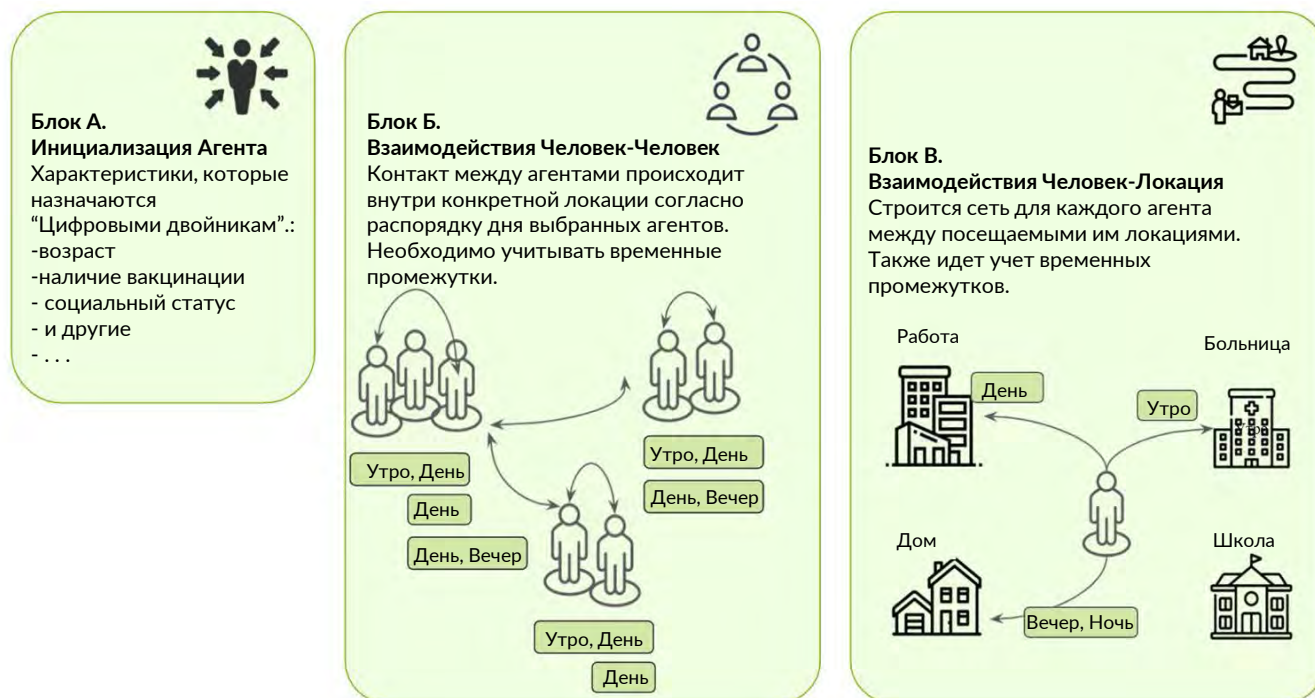 Блок А.
Инициализация Агента
Характеристики, которые
назначаются
“Цифровыми двойникам”.:
-возраст
-наличие вакцинации
- социальный статус
- и другие
- . . .
Блок Б.
Взаимодействия Человек-Человек
Контакт между агентами происходит
внутри конкретной локации согласно
распорядку дня выбранных агентов.
Необходимо учитывать временные
промежутки.
Утро, День
День
День, Вечер
Утро, День
День, Вечер
Утро, День
День
Блок В.
Взаимодействия Человек-Локация
Строится сеть для каждого агента
между посещаемыми им локациями.
Также идет учет временных
промежутков.
Работа
Больница
День
Утро
Дом
Школа
Вечер, Ночь